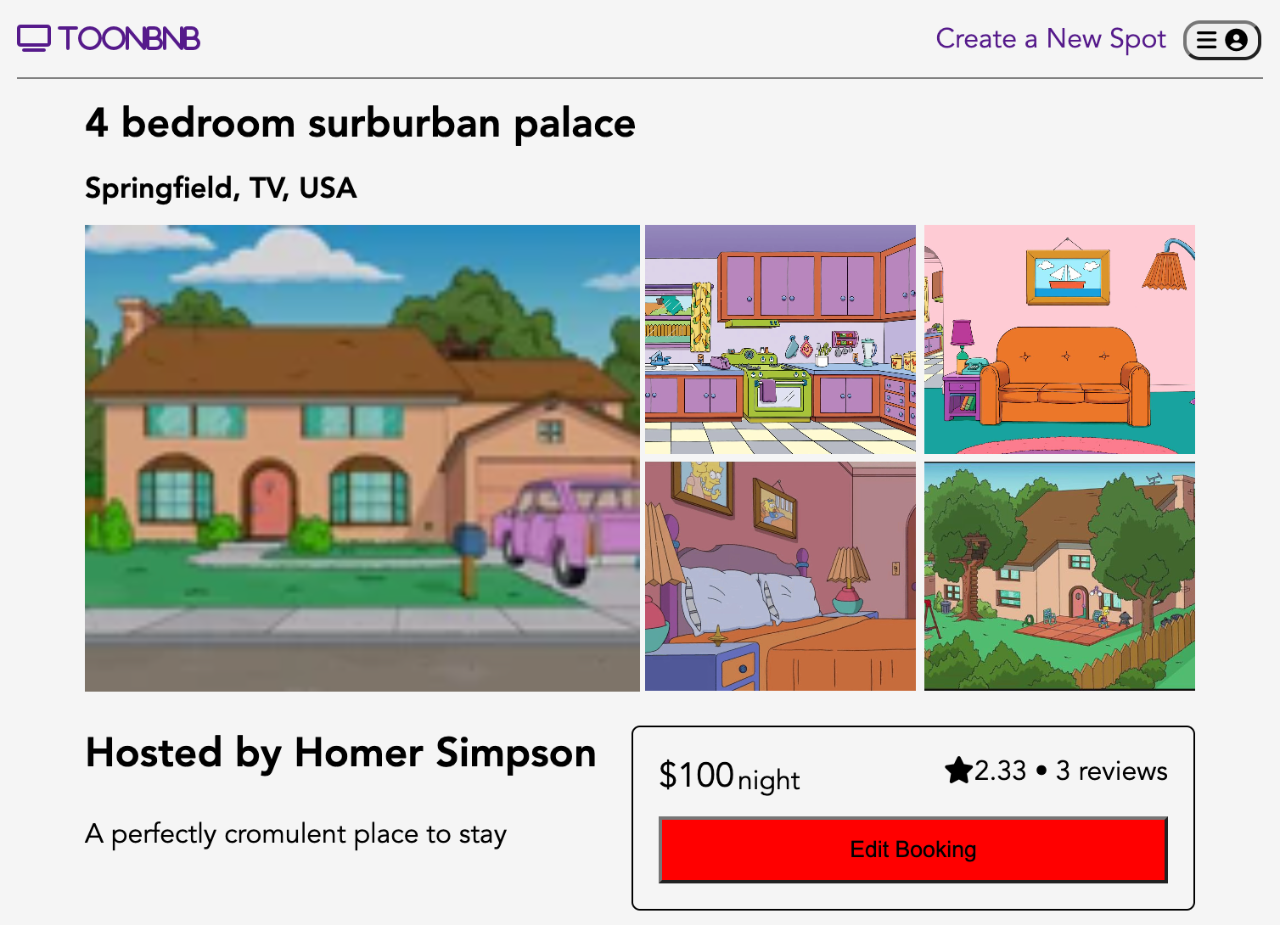 TOONBNB
Create a New Spot
4 bedroom surburban palace
Springfield, TV, USA
Hosted by Homer Simpson
A perfectly cromulent place to stay
$100 night
2.33 • 3 reviews
Edit Booking